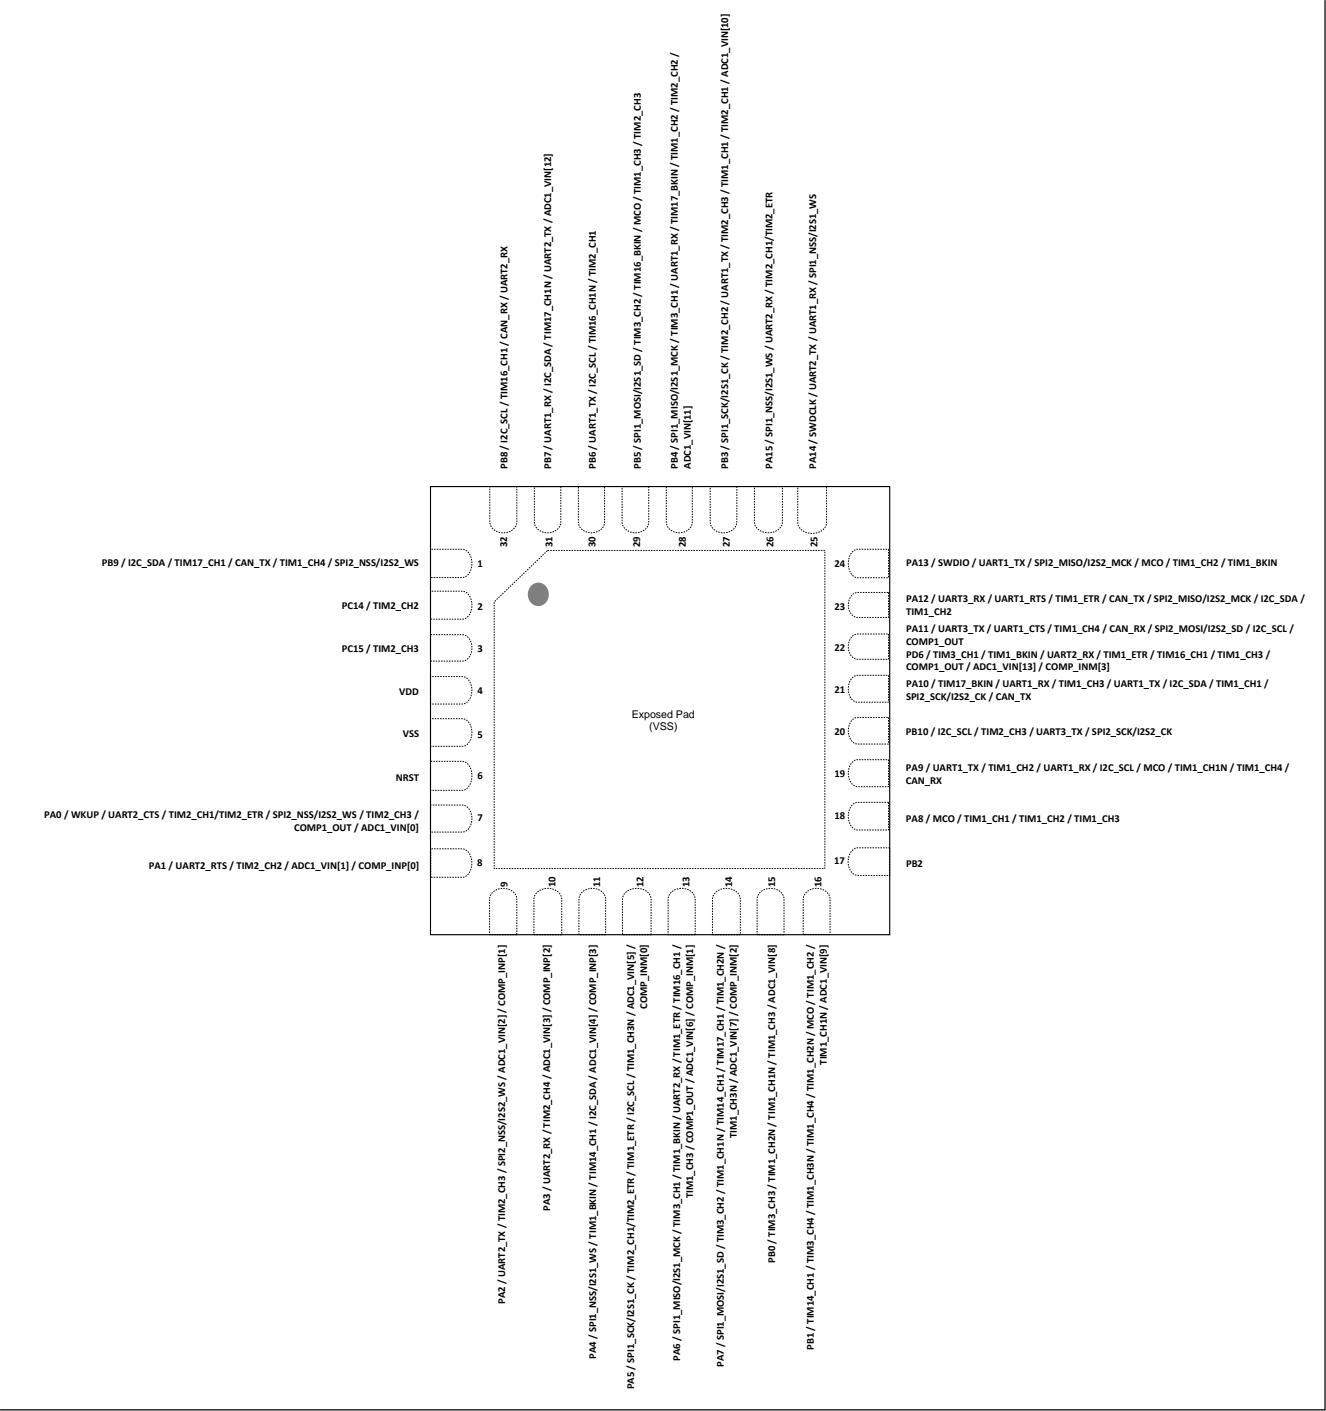 PB8 / I2C_SCL / TIM16_CH1 / CAN_RX / UART2_RX
PB7 / UART1_RX / I2C_SDA / TIM17_CH1N / UART2_TX / ADC1_VIN[12]
PB6 / UART1_TX / I2C_SCL / TIM16_CH1N / TIM2_CH1
PB5 / SPI1_MOSI/I2S1_SD / TIM3_CH2 / TIM16_BKIN / MCO / TIM1_CH3 / TIM2_CH3
PB4 / SPI1_MISO/I2S1_MCK / TIM3_CH1 / UART1_RX / TIM17_BKIN / TIM1_CH2 / TIM2_CH2 /
ADC1_VIN[11]
PB3 / SPI1_SCK/I2S1_CK / TIM2_CH2 / UART1_TX / TIM2_CH3 / TIM1_CH1 / TIM2_CH1 / ADC1_VIN[10]
PA15 / SPI1_NSS/I2S1_WS / UART2_RX / TIM2_CH1/TIM2_ETR
PA14 / SWDCLK / UART2_TX / UART1_RX / SPI1_NSS/I2S1_WS
32
31
30
29
28
27
26
25
PB9 / I2C_SDA / TIM17_CH1 / CAN_TX / TIM1_CH4 / SPI2_NSS/I2S2_WS
1
PC14 / TIM2_CH2
2
PC15 / TIM2_CH3
3
VDD
4
VSS
5
NRST
6
PA0 / WKUP / UART2_CTS / TIM2_CH1/TIM2_ETR / SPI2_NSS/I2S2_WS / TIM2_CH3 /
COMP1_OUT / ADC1_VIN[0]
7
PA1 / UART2_RTS / TIM2_CH2 / ADC1_VIN[1] / COMP_INP[0]
8
Exposed Pad
(VSS)
24
PA13 / SWDIO / UART1_TX / SPI2_MISO/I2S2_MCK / MCO / TIM1_CH2 / TIM1_BKIN
23
PA12 / UART3_RX / UART1_RTS / TIM1_ETR / CAN_TX / SPI2_MISO/I2S2_MCK / I2C_SDA /
TIM1_CH2
22
PA11 / UART3_TX / UART1_CTS / TIM1_CH4 / CAN_RX / SPI2_MOSI/I2S2_SD / I2C_SCL /
COMP1_OUT
PD6 / TIM3_CH1 / TIM1_BKIN / UART2_RX / TIM1_ETR / TIM16_CH1 / TIM1_CH3 /
COMP1_OUT / ADC1_VIN[13] / COMP_INM[3]
21
PA10 / TIM17_BKIN / UART1_RX / TIM1_CH3 / UART1_TX / I2C_SDA / TIM1_CH1 /
SPI2_SCK/I2S2_CK / CAN_TX
20
PB10 / I2C_SCL / TIM2_CH3 / UART3_TX / SPI2_SCK/I2S2_CK
19
PA9 / UART1_TX / TIM1_CH2 / UART1_RX / I2C_SCL / MCO / TIM1_CH1N / TIM1_CH4 /
CAN_RX
18
PA8 / MCO / TIM1_CH1 / TIM1_CH2 / TIM1_CH3
17
PB2
9
10
11
12
13
14
15
16
PA2 / UART2_TX / TIM2_CH3 / SPI2_NSS/I2S2_WS / ADC1_VIN[2] / COMP_INP[1]
PA3 / UART2_RX / TIM2_CH4 / ADC1_VIN[3] / COMP_INP[2]
PA4 / SPI1_NSS/I2S1_WS / TIM1_BKIN / TIM14_CH1 / I2C_SDA / ADC1_VIN[4] / COMP_INP[3]
PA5 / SPI1_SCK/I2S1_CK / TIM2_CH1/TIM2_ETR / TIM1_ETR / I2C_SCL / TIM1_CH3N / ADC1_VIN[5] /
COMP_INM[0]
PA6 / SPI1_MISO/I2S1_MCK / TIM3_CH1 / TIM1_BKIN / UART2_RX / TIM1_ETR / TIM16_CH1 /
TIM1_CH3 / COMP1_OUT / ADC1_VIN[6] / COMP_INM[1]
PA7 / SPI1_MOSI/I2S1_SD / TIM3_CH2 / TIM1_CH1N / TIM14_CH1 / TIM17_CH1 / TIM1_CH2N /
TIM1_CH3N / ADC1_VIN[7] / COMP_INM[2]
PB0 / TIM3_CH3 / TIM1_CH2N / TIM1_CH1N / TIM1_CH3 / ADC1_VIN[8]
PB1 / TIM14_CH1 / TIM3_CH4 / TIM1_CH3N / TIM1_CH4 / TIM1_CH2N / MCO / TIM1_CH2 /
TIM1_CH1N / ADC1_VIN[9]